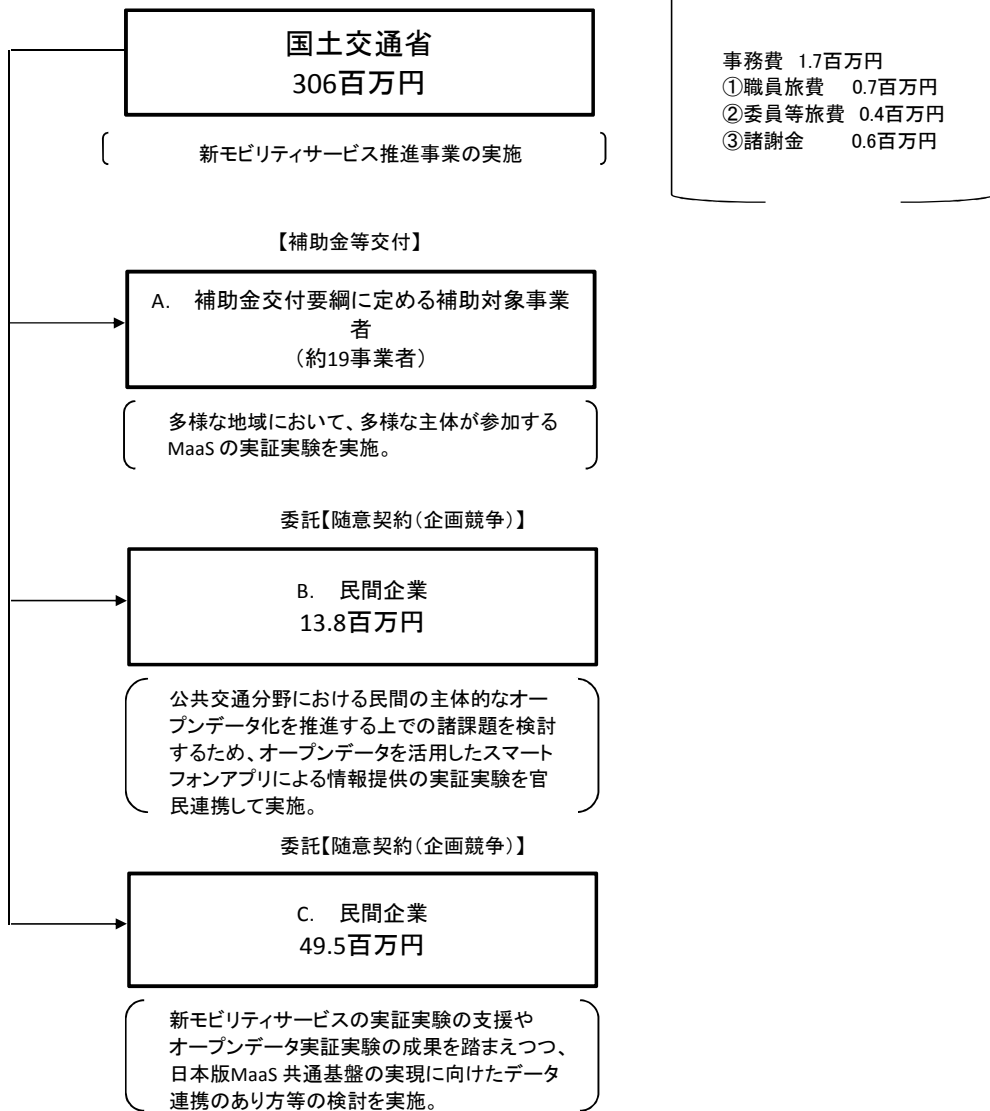 国土交通省
306百万円
新モビリティサービス推進事業の実施
事務費 1.7百万円
①職員旅費 0.7百万円
②委員等旅費 0.4百万円
③諸謝金 0.6百万円
【補助金等交付】
A. 補助金交付要綱に定める補助対象事業
者
（約19事業者）
多様な地域において、多様な主体が参加する
MaaS の実証実験を実施。
委託【随意契約（企画競争）】
B. 民間企業
13.8百万円
公共交通分野における民間の主体的なオー
プンデータ化を推進する上での諸課題を検討
するため、オープンデータを活用したスマート
フォンアプリによる情報提供の実証実験を官
民連携して実施。
委託【随意契約（企画競争）】
C. 民間企業
49.5百万円
新モビリティサービスの実証実験の支援や
オープンデータ実証実験の成果を踏まえつつ、
日本版MaaS 共通基盤の実現に向けたデータ
連携のあり方等の検討を実施。